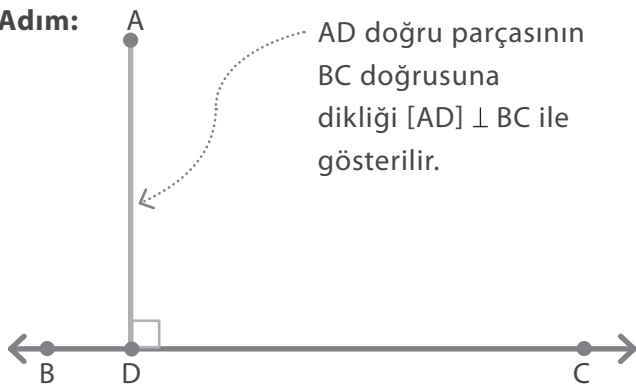 Adım:
A
AD doğru parçasının
BC doğrusuna
dikliği [AD] ⊥ BC ile
gösterilir.
B
D
C